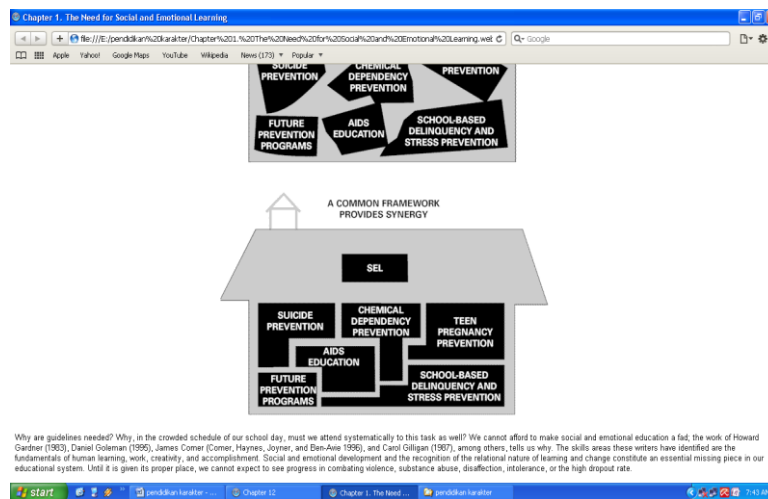 Chapter 1. The Need for Social and Emotional Learning
file:///E:/pendidikan%20karakter/Chapter%201.%20The%20Need%20for%20Social%20and%20Emotional%20Learning.wel
Google
Apple Yahoo! Google Maps YouTube Wikipedia News (173) Popular
SUICIDE
PREVENTION
CHEMICAL
DEPENDENCY
PREVENTION
PREVENTION
FUTURE
PREVENTION
PROGRAMS
AIDS
EDUCATION
SCHOOL-BASED
DELINQUENCY AND
STRESS PREVENTION
A COMMON FRAMEWORK
PROVIDES SYNERGY
SEL
SUICIDE
PREVENTION
CHEMICAL
DEPENDENCY
PREVENTION
TEEN
PREGNANCY
PREVENTION
AIDS
EDUCATION
FUTURE
PREVENTION
PROGRAMS
SCHOOL-BASED
DELINQUENCY AND
STRESS PREVENTION
Why are guidelines needed? Why, in the crowded schedule of our school day, must we attend systematically to this task as well? We cannot afford to make social and emotional education a fad; the work of Howard
Gardner (1983), Daniel Goleman (1995), James Comer (Comer, Haynes, Joyner, and Ben-Avie 1996), and Carol Gilligan (1987), among others, tells us why. The skills areas these writers have identified are the
fundamentals of human learning, work, creativity, and accomplishment. Social and emotional development and the recognition of the relational nature of learning and change constitute an essential missing piece in our
educational system. Until it is given its proper place, we cannot expect to see progress in combating violence, substance abuse, disaffection, intolerance, or the high dropout rate.
start pendidikan karakter - ... Chapter 12 Chapter 1. The Need ... pendidikan karakter 7:43 AM